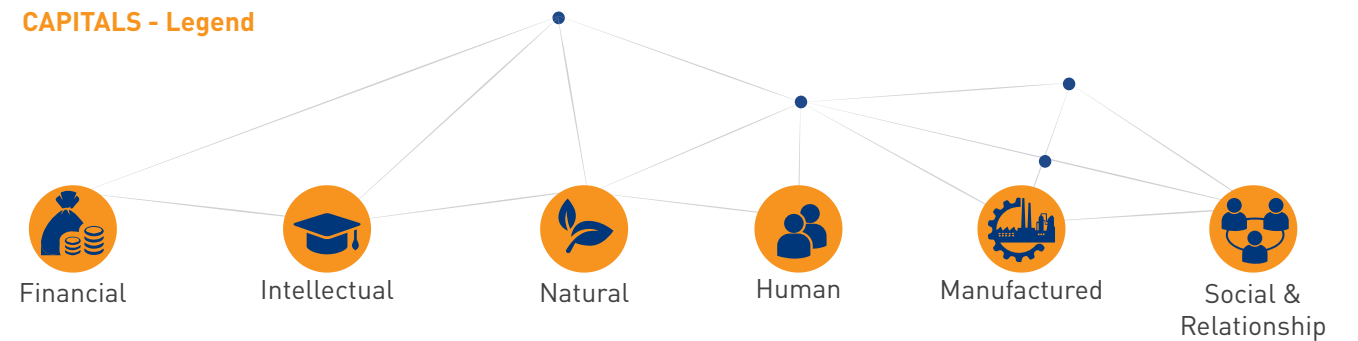 CAPITALS - Legend
Financial
Intellectual
Natural
Human
Manufactured
Social &
Relationship